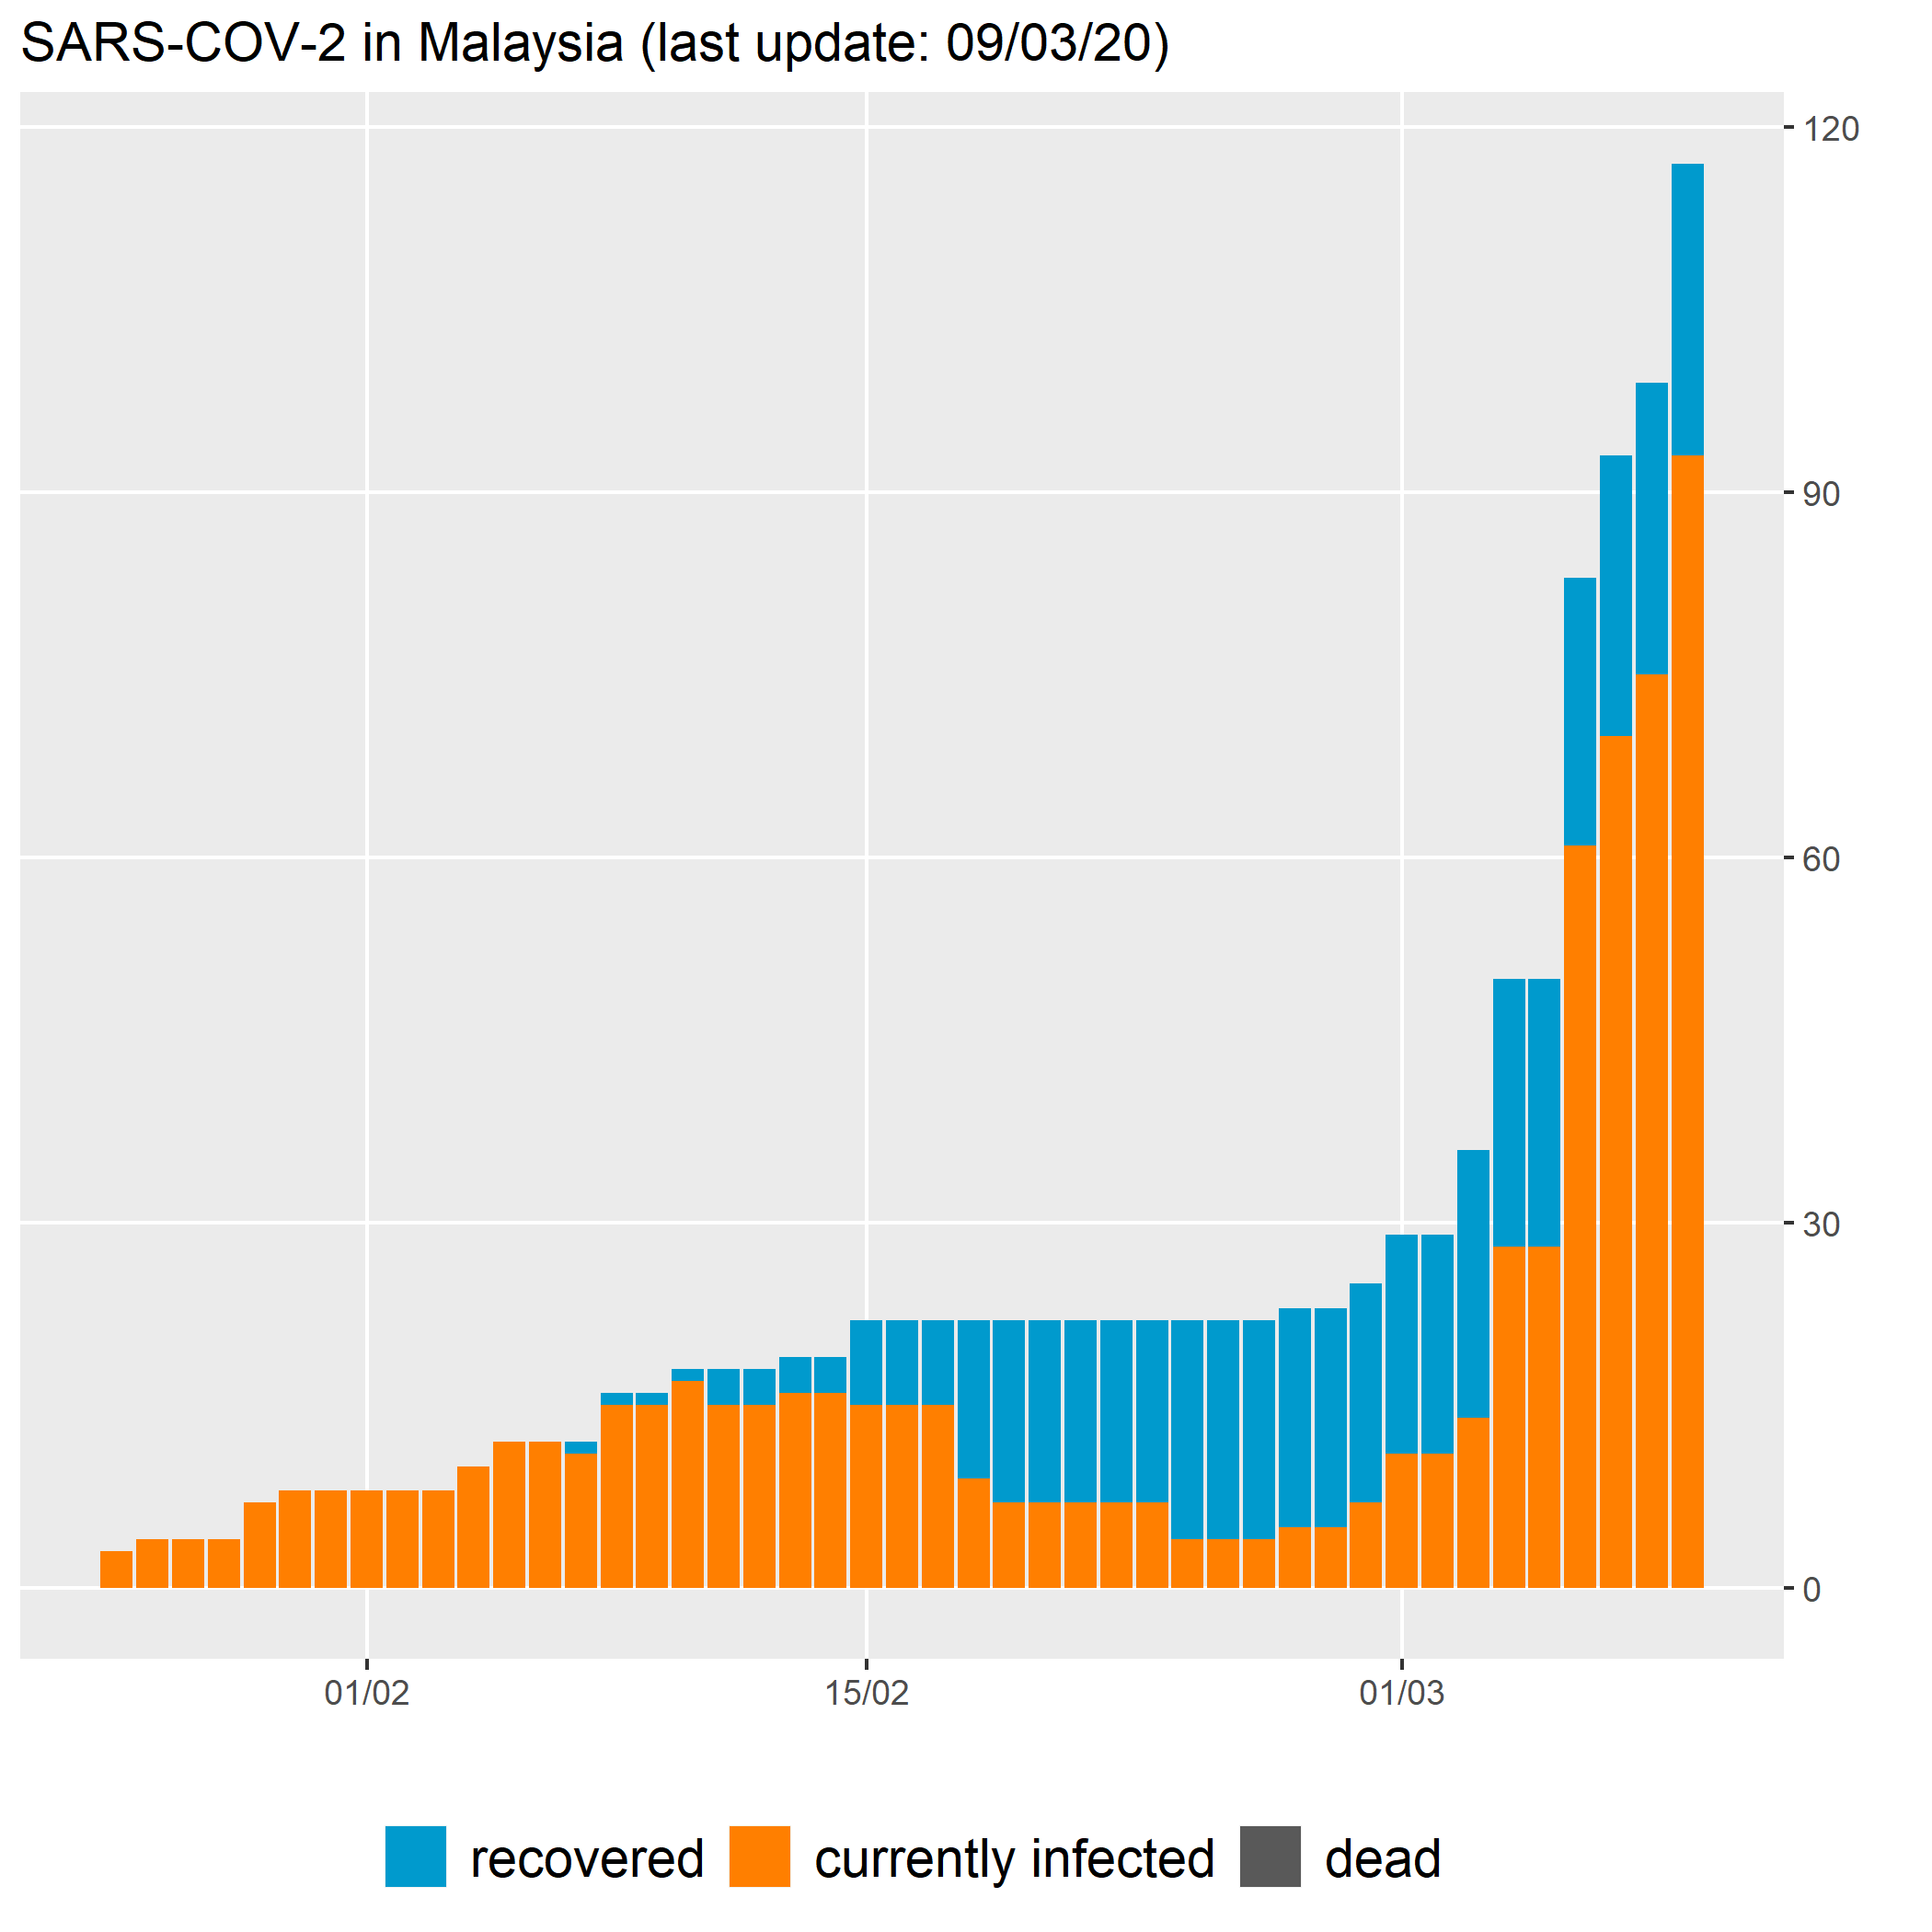 SARS-COV-2 in Malaysia (last update: 09/03/20)
120
90
60
30
0
01/02 15/02 01/03
recovered currently infected dead